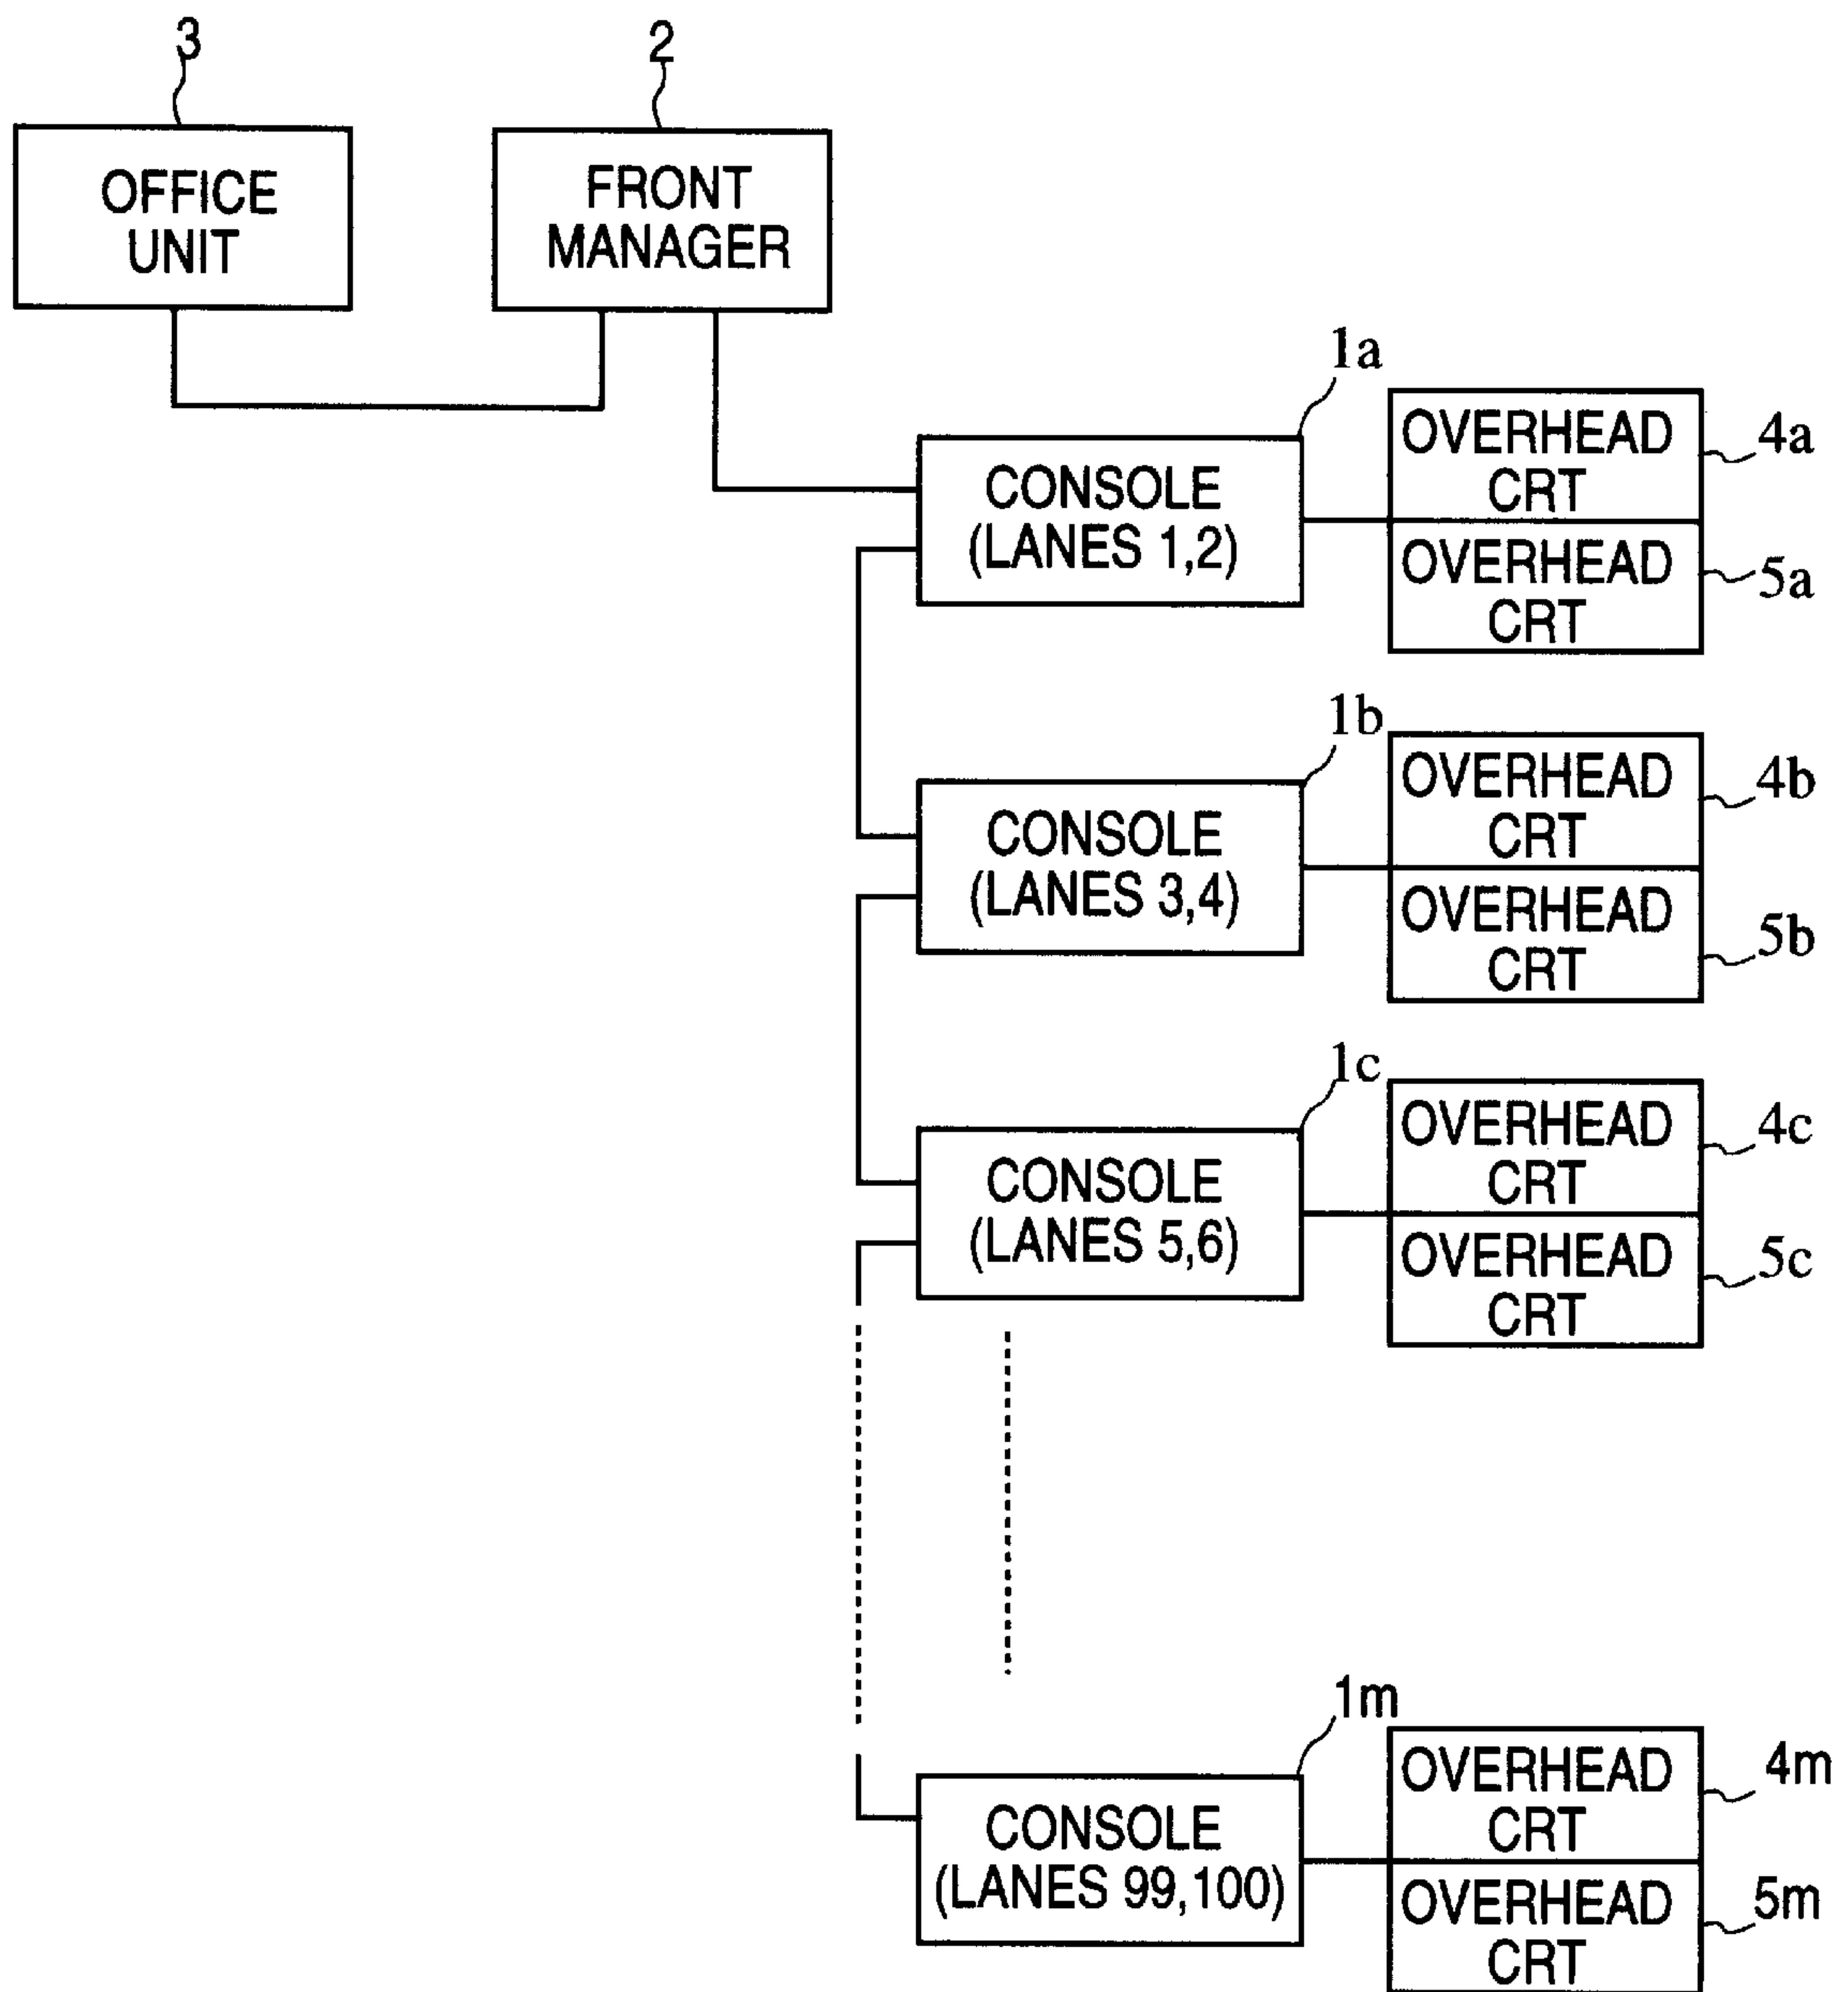 3
2
OFFICE
UNIT
FRONT
MANAGER
1a
CONSOLE
(LANES 1,2)
OVERHEAD
CRT
4a
OVERHEAD
CRT
5a
1b
CONSOLE
(LANES 3,4)
OVERHEAD
CRT
4b
OVERHEAD
CRT
5b
1c
CONSOLE
(LANES 5,6)
OVERHEAD
CRT
4c
OVERHEAD
CRT
5c
1m
CONSOLE
(LANES 99,100)
OVERHEAD
CRT
4m
OVERHEAD
CRT
5m